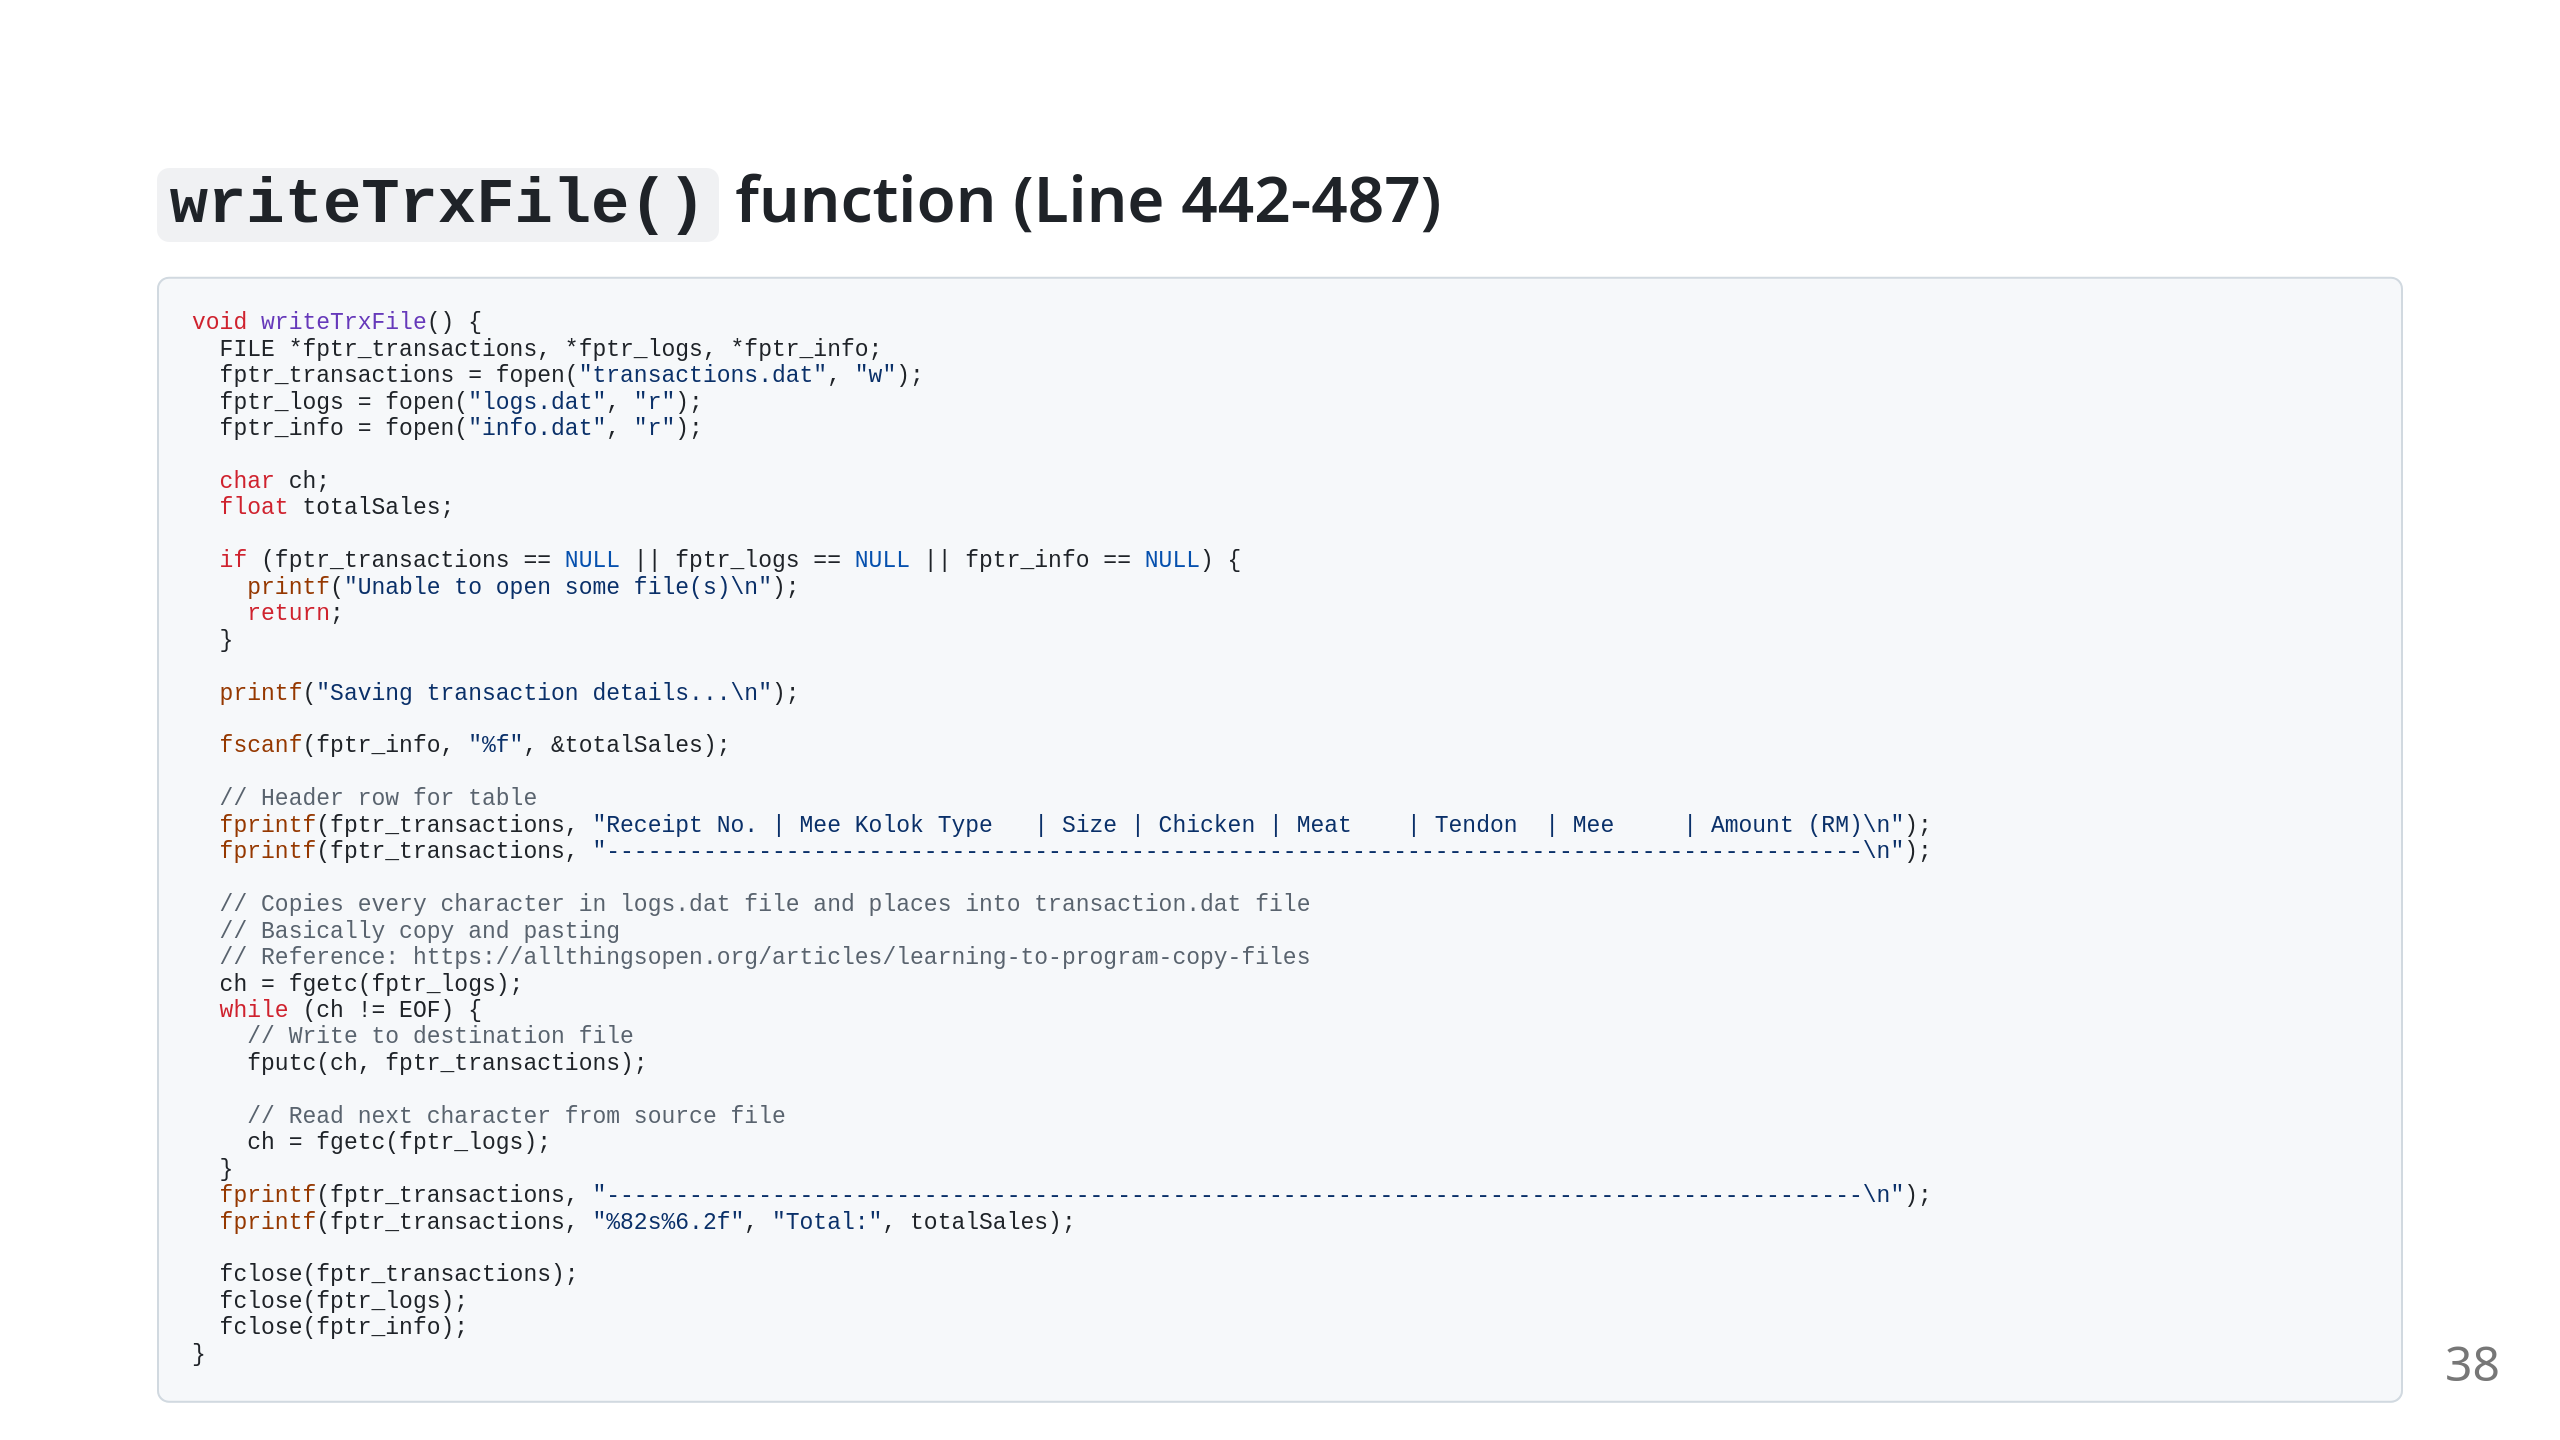 writeTrxFile() function (Line 442-487)
void writeTrxFile() {
  FILE *fptr_transactions, *fptr_logs, *fptr_info;
  fptr_transactions = fopen("transactions.dat", "w");
  fptr_logs = fopen("logs.dat", "r");
  fptr_info = fopen("info.dat", "r");

  char ch;
  float totalSales;

  if (fptr_transactions == NULL || fptr_logs == NULL || fptr_info == NULL) {
    printf("Unable to open some file(s)\n");
    return;
  }

  printf("Saving transaction details...\n");

  fscanf(fptr_info, "%f", &totalSales);

  // Header row for table
  fprintf(fptr_transactions, "Receipt No. | Mee Kolok Type   | Size | Chicken | Meat    | Tendon  | Mee     | Amount (RM)\n");
  fprintf(fptr_transactions, "-------------------------------------------------------------------------------------------\n");

  // Copies every character in logs.dat file and places into transaction.dat file
  // Basically copy and pasting
  // Reference: https://allthingsopen.org/articles/learning-to-program-copy-files
  ch = fgetc(fptr_logs);
  while (ch != EOF) {
    // Write to destination file
    fputc(ch, fptr_transactions);

    // Read next character from source file
    ch = fgetc(fptr_logs);
  }
  fprintf(fptr_transactions, "-------------------------------------------------------------------------------------------\n");
  fprintf(fptr_transactions, "%82s%6.2f", "Total:", totalSales);

  fclose(fptr_transactions);
  fclose(fptr_logs);
  fclose(fptr_info);
}
38